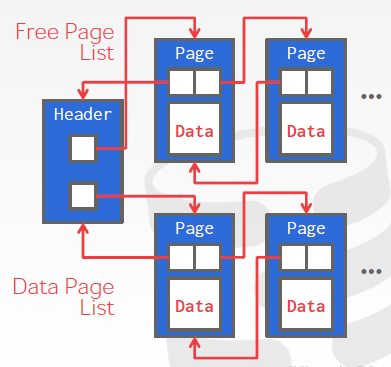 Free Page
List
Page
Page
Header
Data
Data
...
Page
Page
Data Page
List
Data
Data
...